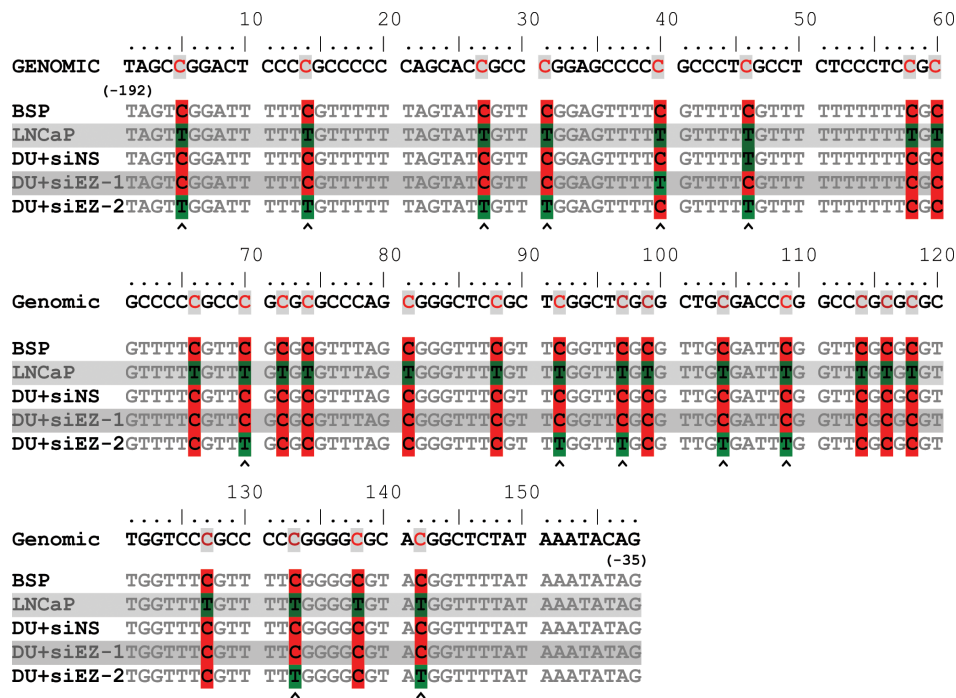 10 20 30 40 50 60
GENOMIC TAGCCGGACT CCCCGCCCCC CAGCACCGCC CGGAGCCCCC GCCCTCGCCT CTCCCTCCGC
(-192)
BSP TAGTCGGATT TTTCGTTTTT TAGTATCGTT CGGAGTTTTC GTTTTCGTTT TTTTTTTCGC
LNCaP TAGTTGGATT TTTTGTTTTT TAGTATTGTT TGGAGTTTTT GTTTTTGTTT TTTTTTTTGT
DU+siNS TAGTCGGATT TTTCGTTTTT TAGTATCGTT CGGAGTTTTC GTTTTTGTTT TTTTTTTCGC
DU+siEZ-1 TAGTCGGATT TTTCGTTTTT TAGTATCGTT CGGAGTTTTT GTTTTCGTTT TTTTTTTCGC
DU+siEZ-2 TAGTTGGATT TTTTGTTTTT TAGTATTGTT TGGAGTTTTC GTTTTTGTTT TTTTTTTCGC
^ ^ ^ ^ ^ ^
70 80 90 100 110 120
Genomic GCCCCCGCCC GCGCGCCCAG CGGGCTCCGC TCGGCTCGCG CTGCGACCCG GCCCGCGCGC
BSP GTTTTCGTTC GCGCGTTTAG CGGGTTTCGT TCGGTTCGCG TTGCGATTCG GTTCGCGCGT
LNCaP GTTTTTGTTT GTGTGTTTAG TGGGTTTTGT TTGGTTTGTG TTGTGATTTG GTTTGTGTGT
DU+siNS GTTTTCGTTC GCGCGTTTAG CGGGTTTCGT TCGGTTCGCG TTGCGATTCG GTTCGCGCGT
DU+siEZ-1 GTTTTCGTTC GCGCGTTTAG CGGGTTTCGT TCGGTTCGCG TTGCGATTCG GTTCGCGCGT
DU+siEZ-2 GTTTTCGTTT GCGCGTTTAG CGGGTTTCGT TTGGTTTGCG TTGTGATTTG GTTCGCGCGT
^ ^ ^ ^ ^
130 140 150
Genomic TGGTCCCGCC CCCGGGGCGC ACGGCTCTAT AAATACAG
(-35)
BSP TGGTTTCGTT TTCGGGGCGT ACGGTTTTAT AAATATAG
LNCaP TGGTTTTGTT TTTGGGGTGT ATGGTTTTAT AAATATAG
DU+siNS TGGTTTCGTT TTCGGGGCGT ACGGTTTTAT AAATATAG
DU+siEZ-1 TGGTTTCGTT TTCGGGGCGT ACGGTTTTAT AAATATAG
DU+siEZ-2 TGGTTTCGTT TTTGGGGCGT ATGGTTTTAT AAATATAG
^ ^